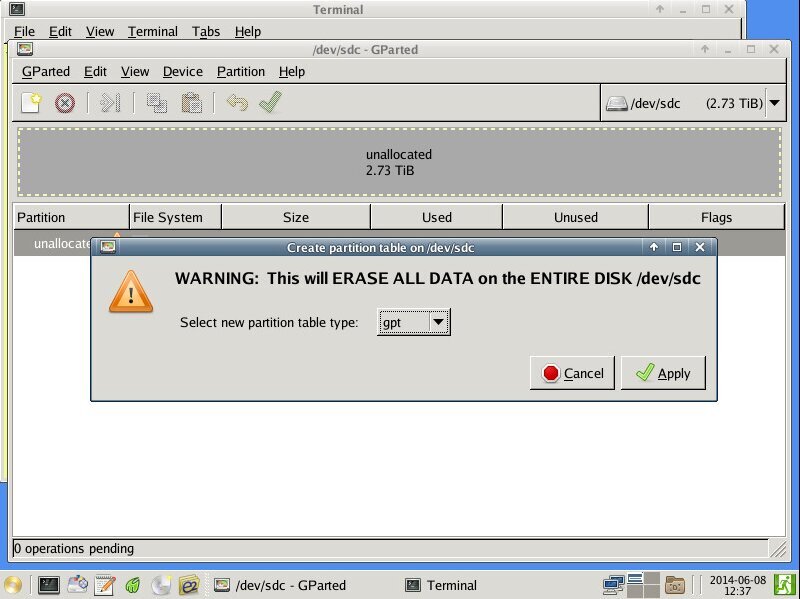 Terminal
File Edit View Terminal Tabs Help
/dev/sdc - GParted
GParted Edit View Device Partition Help
/dev/sdc (2.73 TiB)
unallocated
2.73 TiB
Partition File System Size Used Unused Flags
Create partition table on /dev/sdc
WARNING: This will ERASE ALL DATA on the ENTIRE DISK /dev/sdc
Select new partition table type: gpt
Cancel Apply
0 operations pending
/dev/sdc - GParted Terminal 2014-06-08
12:37